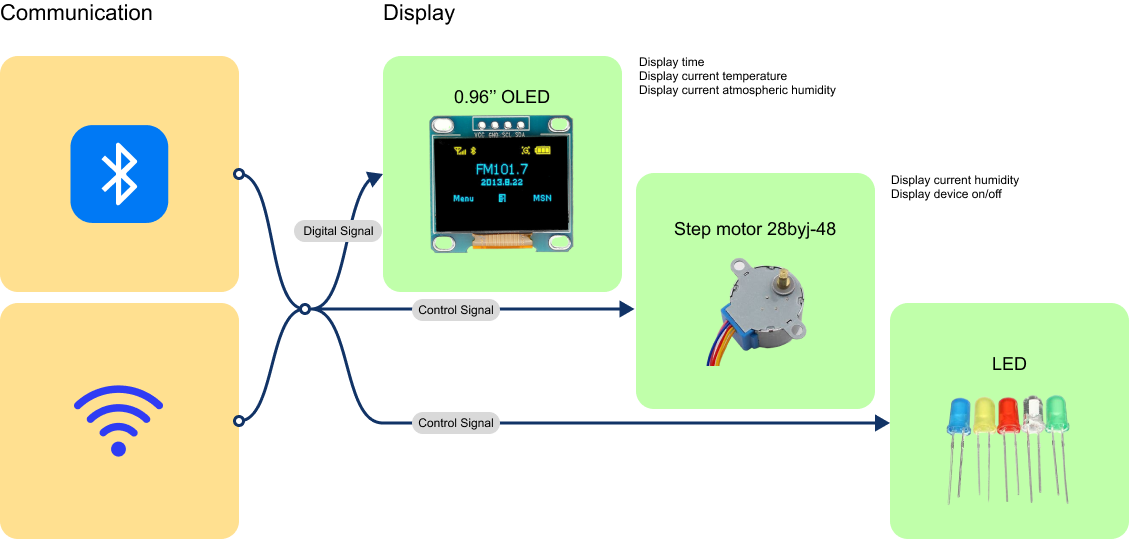 Communication
Display
0.96’’ OLED
VCC GND SCL SDA
FM101.7
2013.6.22
Menu
MSN
Display time
Display current temperature
Display current atmospheric humidity
Digital Signal
Step motor 28byj-48
Display current humidity
Display device on/off
Control Signal
LED
Control Signal